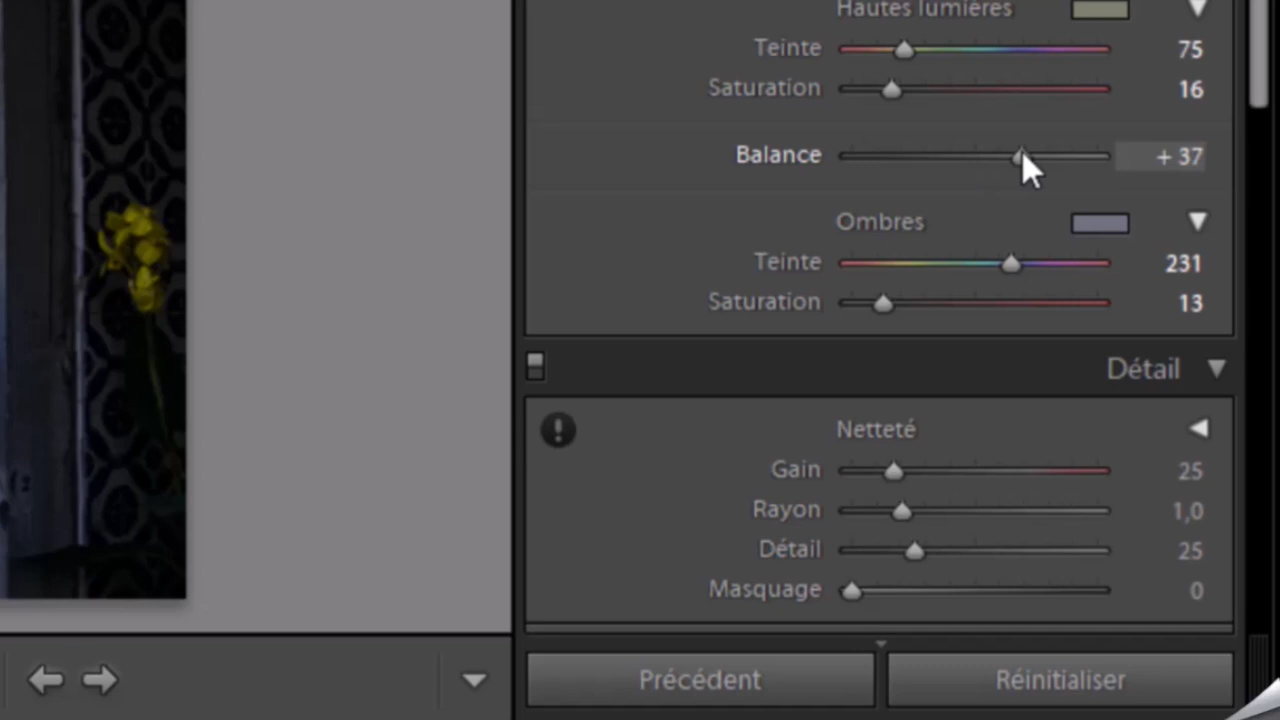 Hautes lumières
Teinte 75
Saturation 16
Balance + 37
Ombres
Teinte 231
Saturation 13
Détail
Netteté
Gain 25
Rayon 1,0
Détail 25
Masquage 0
Précédent Réinitialiser